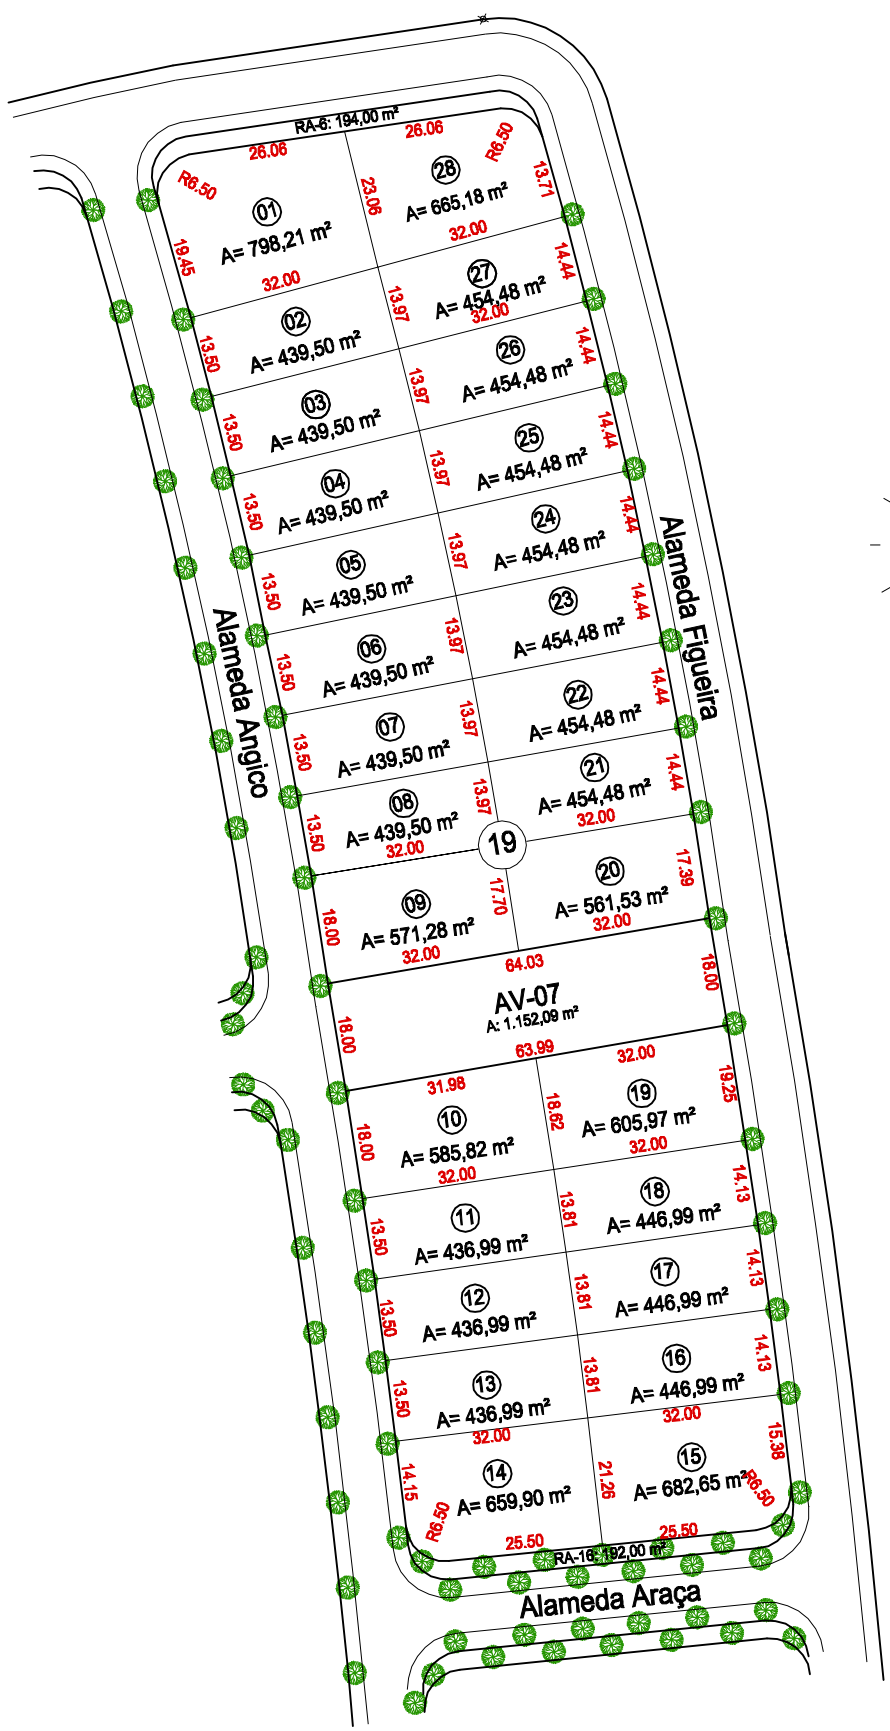 RA-6: 194,00 m²
26.06
26.06
R6.50
R6.50
28
A= 665,18 m²
13.71
23.06
01
A= 798,21 m²
19.45
32.00
32.00
27
A= 454,48 m²
14.44
13.97
32.00
02
A= 439,50 m²
13.50
26
A= 454,48 m²
14.44
13.97
03
A= 439,50 m²
13.50
25
A= 454,48 m²
14.44
13.97
04
A= 439,50 m²
13.50
24
A= 454,48 m²
14.44
13.97
05
A= 439,50 m²
13.50
23
A= 454,48 m²
14.44
13.97
06
A= 439,50 m²
13.50
22
A= 454,48 m²
14.44
13.97
07
A= 439,50 m²
13.50
21
A= 454,48 m²
14.44
13.97
32.00
08
A= 439,50 m²
13.50
32.00
19
Alameda Angico
Alameda Figueira
20
A= 561,53 m²
17.39
32.00
17.70
09
A= 571,28 m²
18.00
32.00
64.03
AV-07
A: 1.152,09 m²
18.00
18.00
63.99
32.00
31.98
19
A= 605,97 m²
19.25
32.00
18.62
10
A= 585,82 m²
18.00
32.00
18
A= 446,99 m²
14.13
13.81
11
A= 436,99 m²
13.50
17
A= 446,99 m²
14.13
13.81
12
A= 436,99 m²
13.50
16
A= 446,99 m²
14.13
13.81
32.00
13
A= 436,99 m²
13.50
32.00
15
A= 682,65 m²
15.38
R6.50
21.26
14
A= 659,90 m²
14.15
R6.50
25.50
25.50
RA-16: 192,00 m²
Alameda Araça